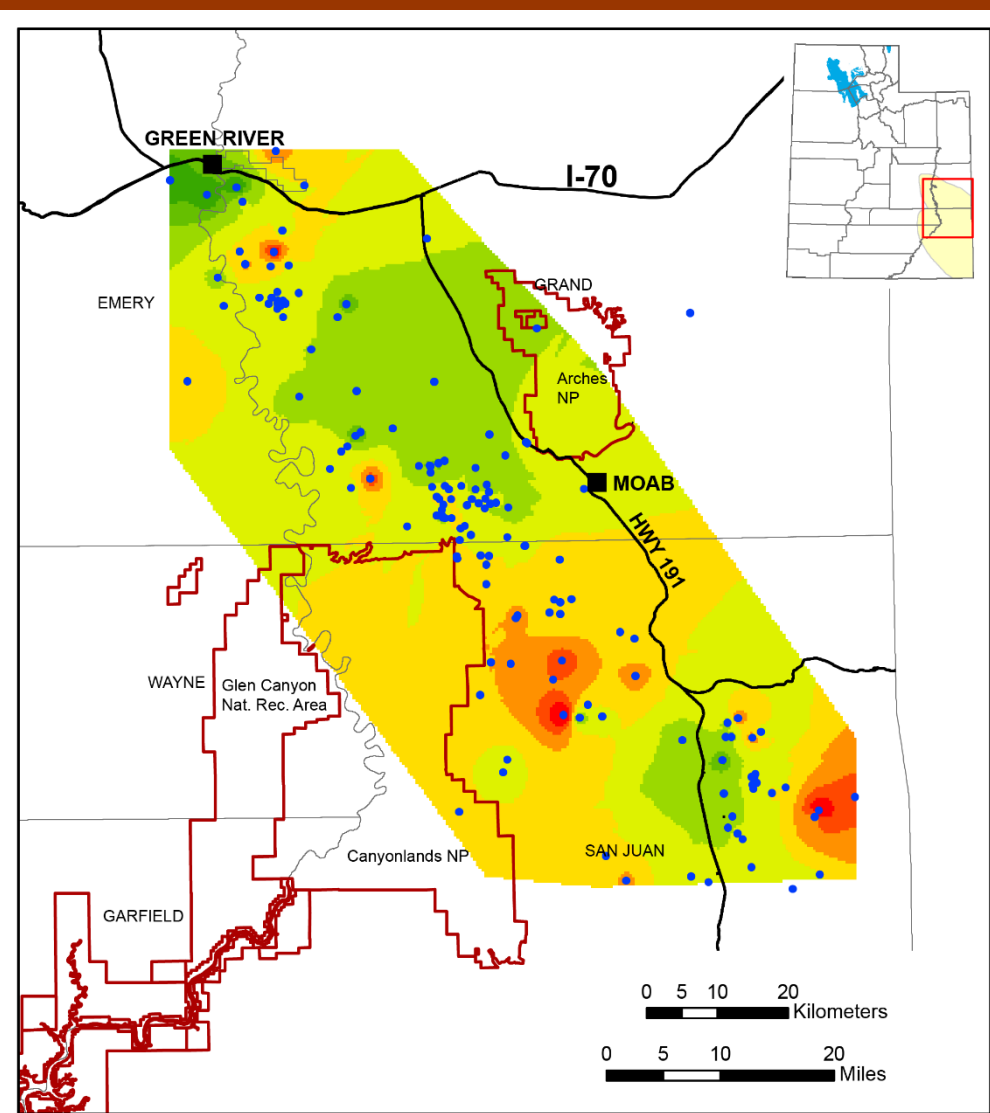 GREEN RIVER
I-70
GRAND
EMERY
Arches
NP
MOAB
HWY 191
WAYNE
Glen Canyon
Nat. Rec. Area
Canyonlands NP
SAN JUAN
GARFIELD
0 5 10 20
Kilometers
0 5 10 20
Miles